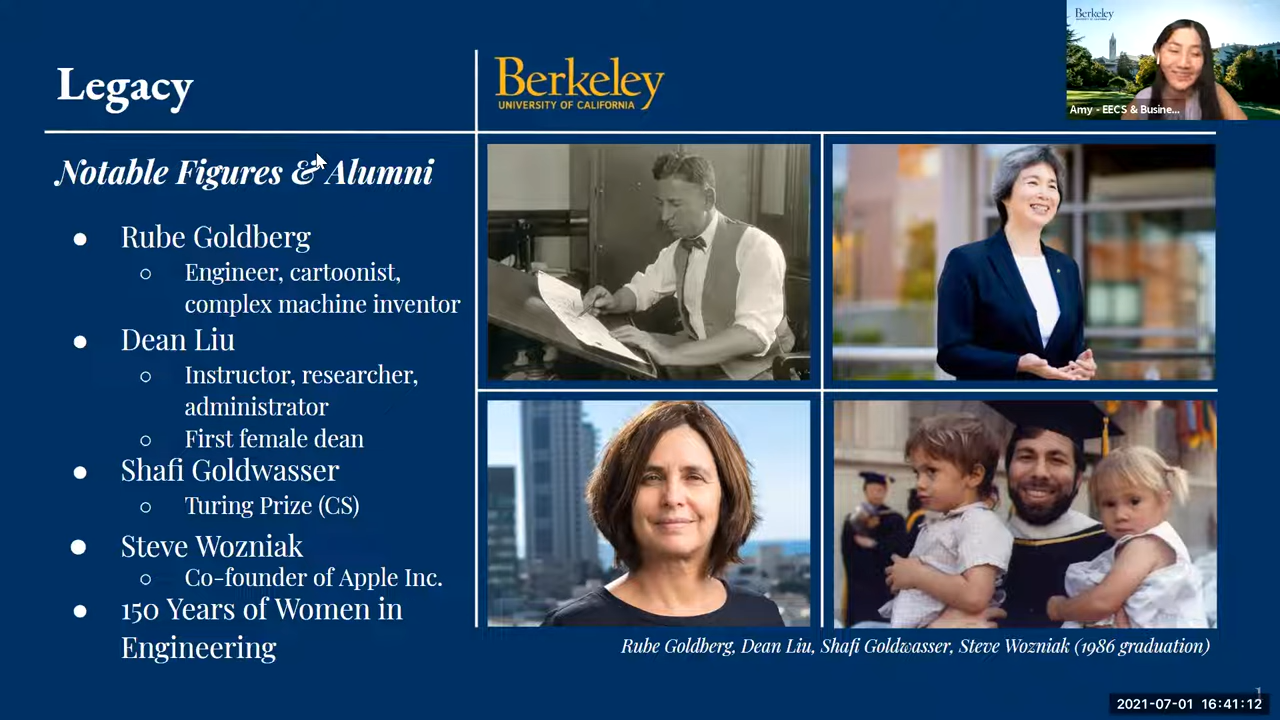 Legacy
Berkeley
UNIVERSITY OF CALIFORNIA
Berkeley
Amy - EECS & Busine...
Notable Figures & Alumni
● Rube Goldberg
○ Engineer, cartoonist,
complex machine inventor
● Dean Liu
○ Instructor, researcher,
administrator
○ First female dean
● Shafi Goldwasser
○ Turing Prize (CS)
● Steve Wozniak
○ Co-founder of Apple Inc.
● 150 Years of Women in
Engineering
Rube Goldberg, Dean Liu, Shafi Goldwasser, Steve Wozniak (1986 graduation)
2021-07-01 16:41:12